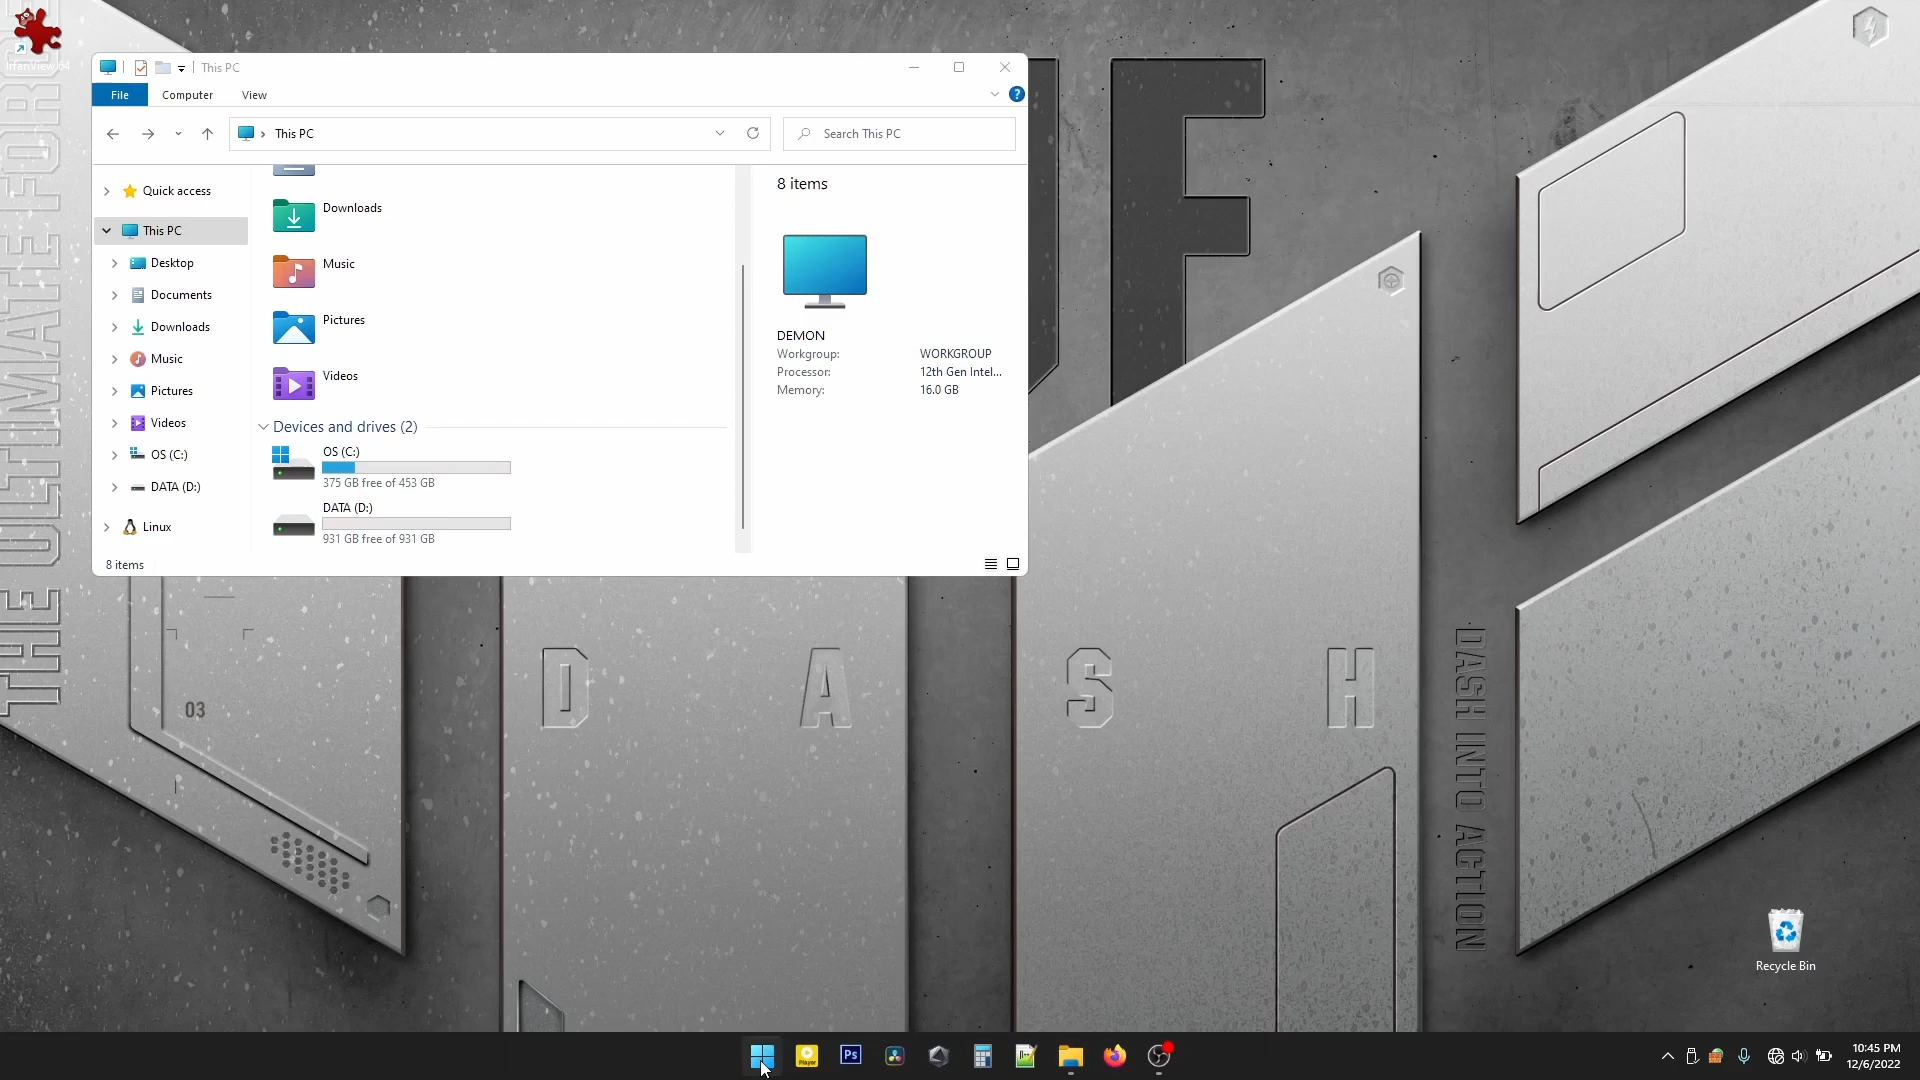 IrfanView 64
This PC
File
Computer
View
This PC
Search This PC
Quick access
This PC
Desktop
Documents
Downloads
Music
Pictures
Videos
OS (C:)
DATA (D:)
Linux
Downloads
Music
Pictures
Videos
Devices and drives (2)
OS (C:)
375 GB free of 453 GB
DATA (D:)
931 GB free of 931 GB
8 items
DEMON
Workgroup: WORKGROUP
Processor: 12th Gen Intel...
Memory: 16.0 GB
8 items
F
03
D A S H
DASH INTO ACTION
Recycle Bin
Player
Ps
10:45 PM
12/6/2022